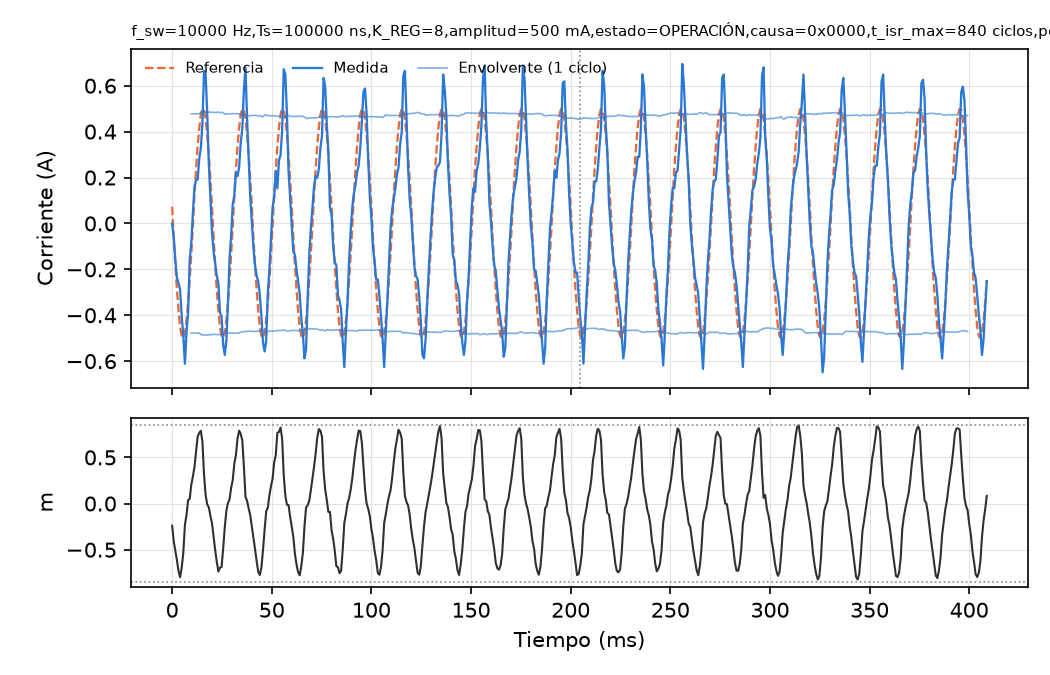 f_sw=10000 Hz,Ts=100000 ns,K_REG=8,amplitud=500 mA,estado=OPERACIÓN,causa=0x0000,t_isr_max=840 ciclos,
Referencia Medida Envolvente (1 ciclo)
Corriente (A)
0.6
0.4
0.2
0.0
−0.2
−0.4
−0.6
m
0.5
0.0
−0.5
0 50 100 150 200 250 300 350 400
Tiempo (ms)